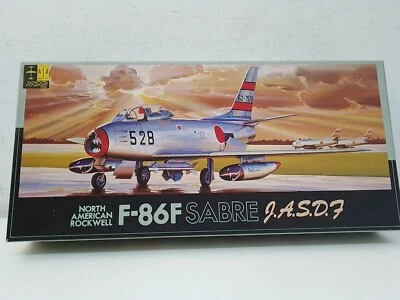 528
NORTH
AMERICAN
ROCKWELL
F-86F SABRE J.A.S.D.F